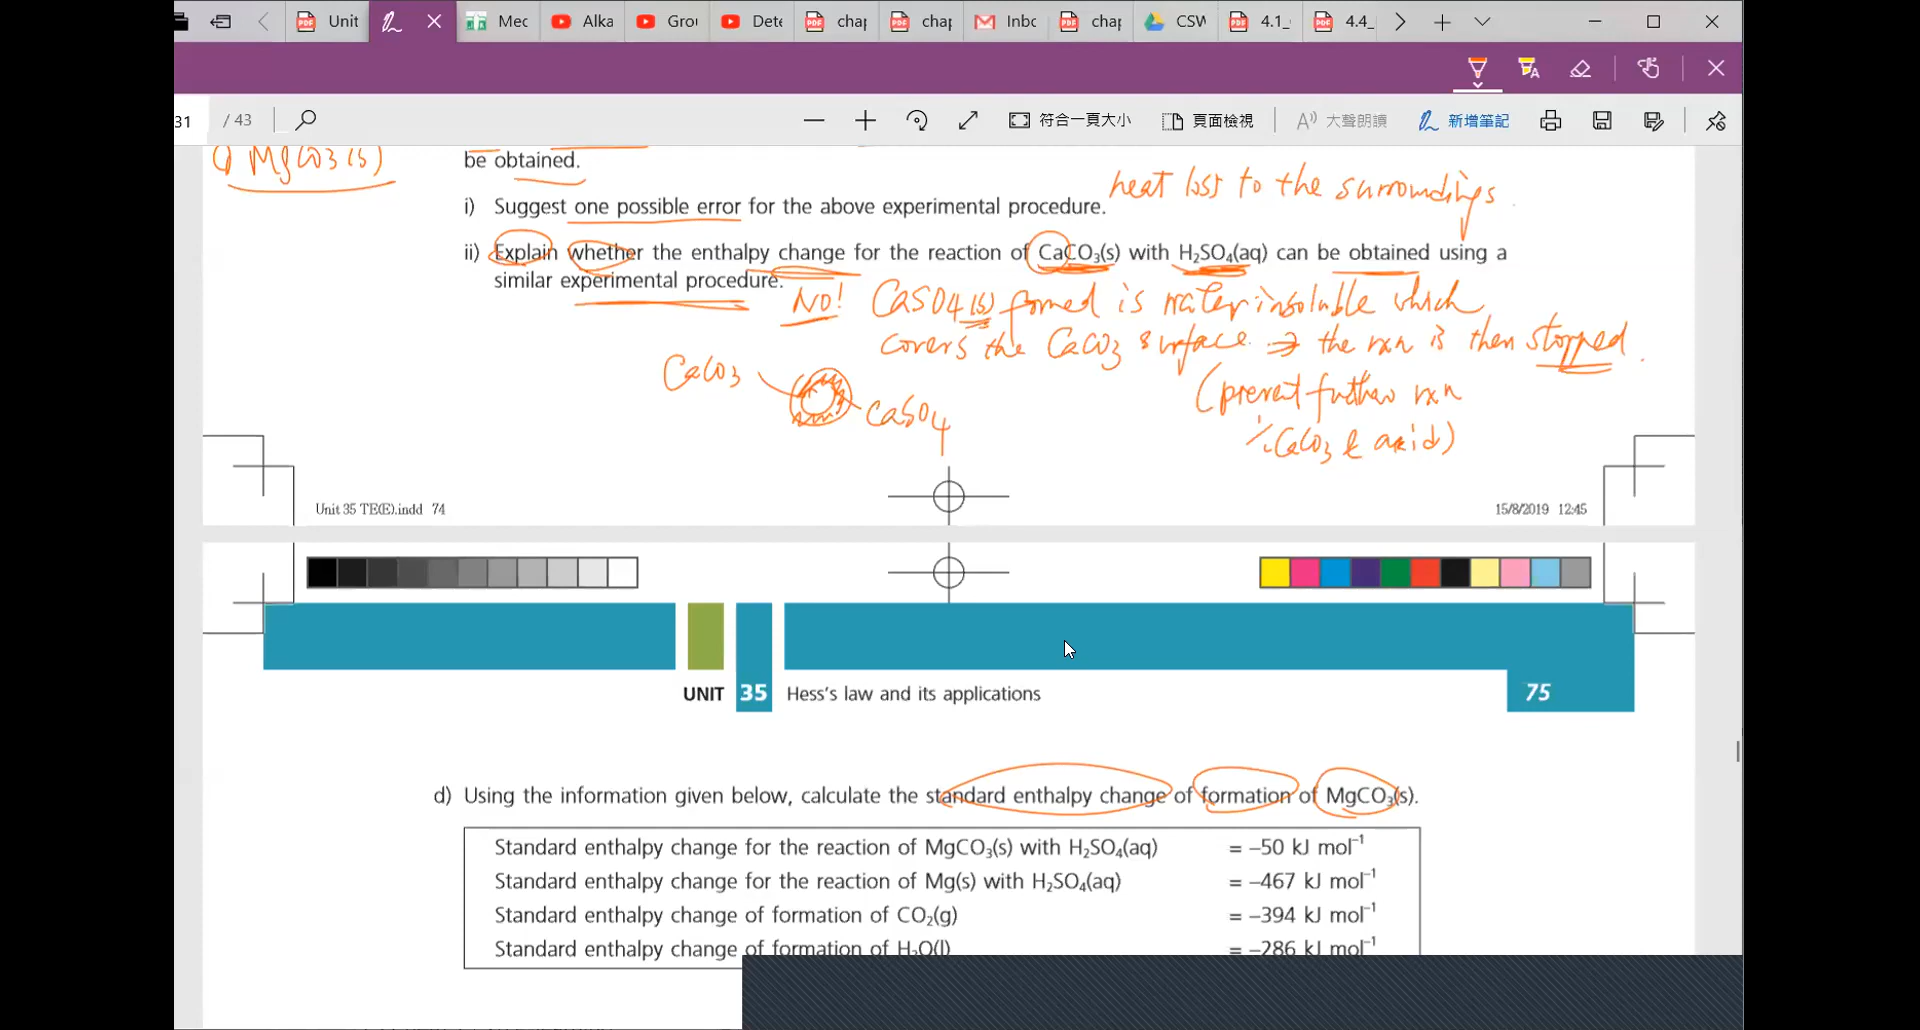 Unit
Mec
Alka
Grou
Dete
chap
chap
Inbo
chap
CSW
4.1_
4.4_
31 / 43
符合一頁大小
頁面檢視
大聲朗讀
新增筆記
MgCO3(s)
be obtained.
heat lost to the surroundings
i) Suggest one possible error for the above experimental procedure.
ii) Explain whether the enthalpy change for the reaction of CaCO₃(s) with H₂SO₄(aq) can be obtained using a
similar experimental procedure.
NO! CaSO4(s) formed is water insoluble which
covers the CaCO3 surface → the rxn is then stopped.
CaCO3
CaSO4
(prevent further rxn
CaCO3 & acid)
Unit 35 TE(E).indd 74
15/8/2019 12:45
UNIT 35 Hess's law and its applications
75
d) Using the information given below, calculate the standard enthalpy change of formation of MgCO₃(s).
Standard enthalpy change for the reaction of MgCO₃(s) with H₂SO₄(aq) = –50 kJ mol⁻¹
Standard enthalpy change for the reaction of Mg(s) with H₂SO₄(aq) = –467 kJ mol⁻¹
Standard enthalpy change of formation of CO₂(g) = –394 kJ mol⁻¹
Standard enthalpy change of formation of H₂O(l) = –286 kJ mol⁻¹